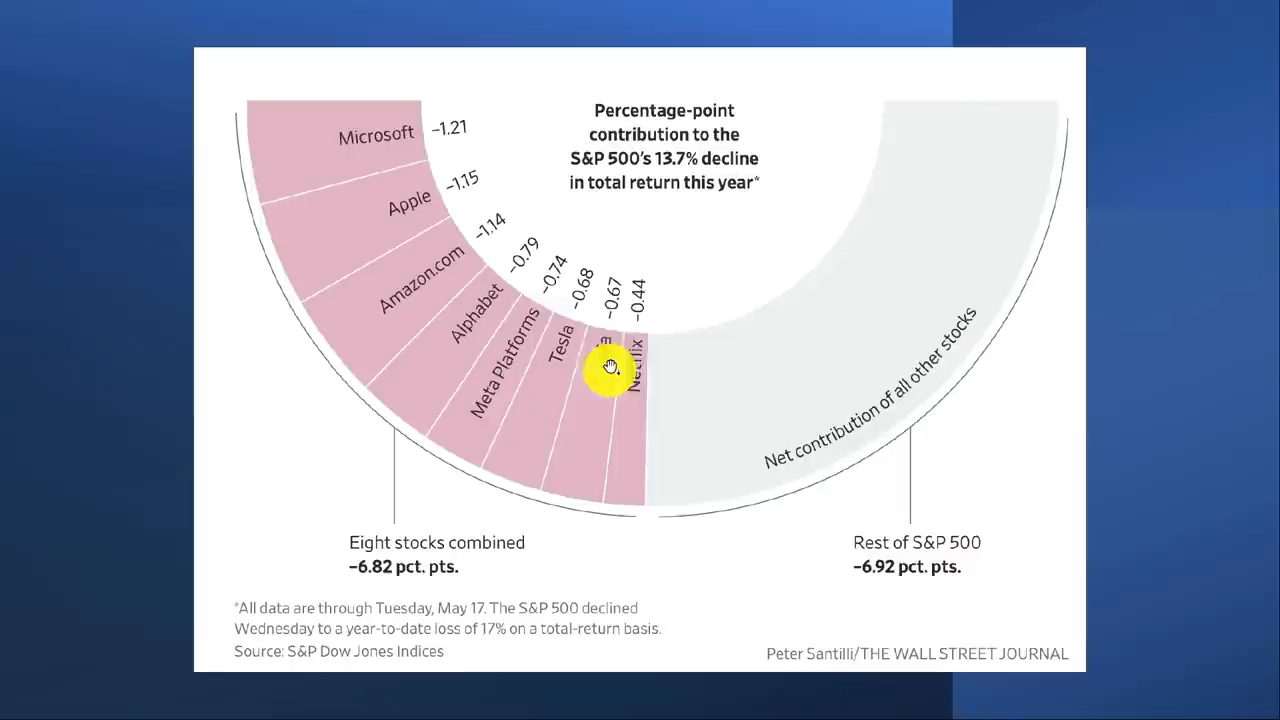 Percentage-point
contribution to the
S&P 500's 13.7% decline
in total return this year*
Microsoft −1.21
Apple −1.15
Amazon.com −1.14
Alphabet −0.79
Meta Platforms −0.74
Tesla −0.68
−0.67
Netflix −0.44
Net contribution of all other stocks
Eight stocks combined
−6.82 pct. pts.
Rest of S&P 500
−6.92 pct. pts.
*All data are through Tuesday, May 17. The S&P 500 declined
Wednesday to a year-to-date loss of 17% on a total-return basis.
Source: S&P Dow Jones Indices
Peter Santilli/THE WALL STREET JOURNAL